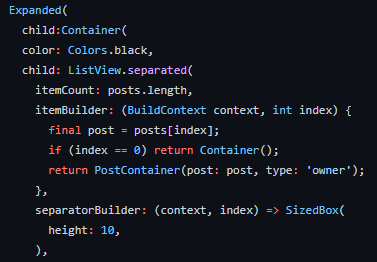 Expanded(
child:Container(
color: Colors.black,
child: ListView.separated(
itemCount: posts.length,
itemBuilder: (BuildContext context, int index) {
final post = posts[index];
if (index == 0) return Container();
return PostContainer(post: post, type: 'owner');
},
separatorBuilder: (context, index) => SizedBox(
height: 10,
),